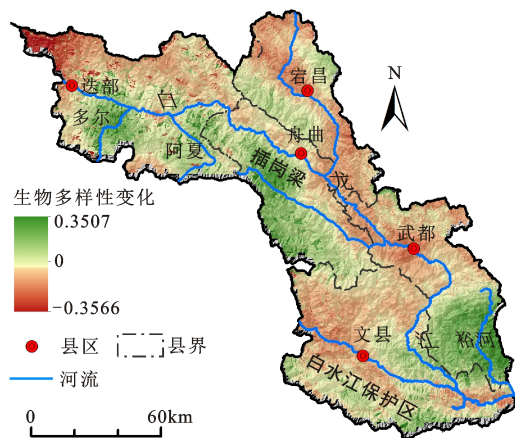 N
宕昌
迭部
白
多尔
舟曲
阿夏
插岗梁
龙
生物多样性变化
0.3507
0
-0.3566
武都
江
裕河
文县
白水江保护区
县区
县界
河流
0
60km